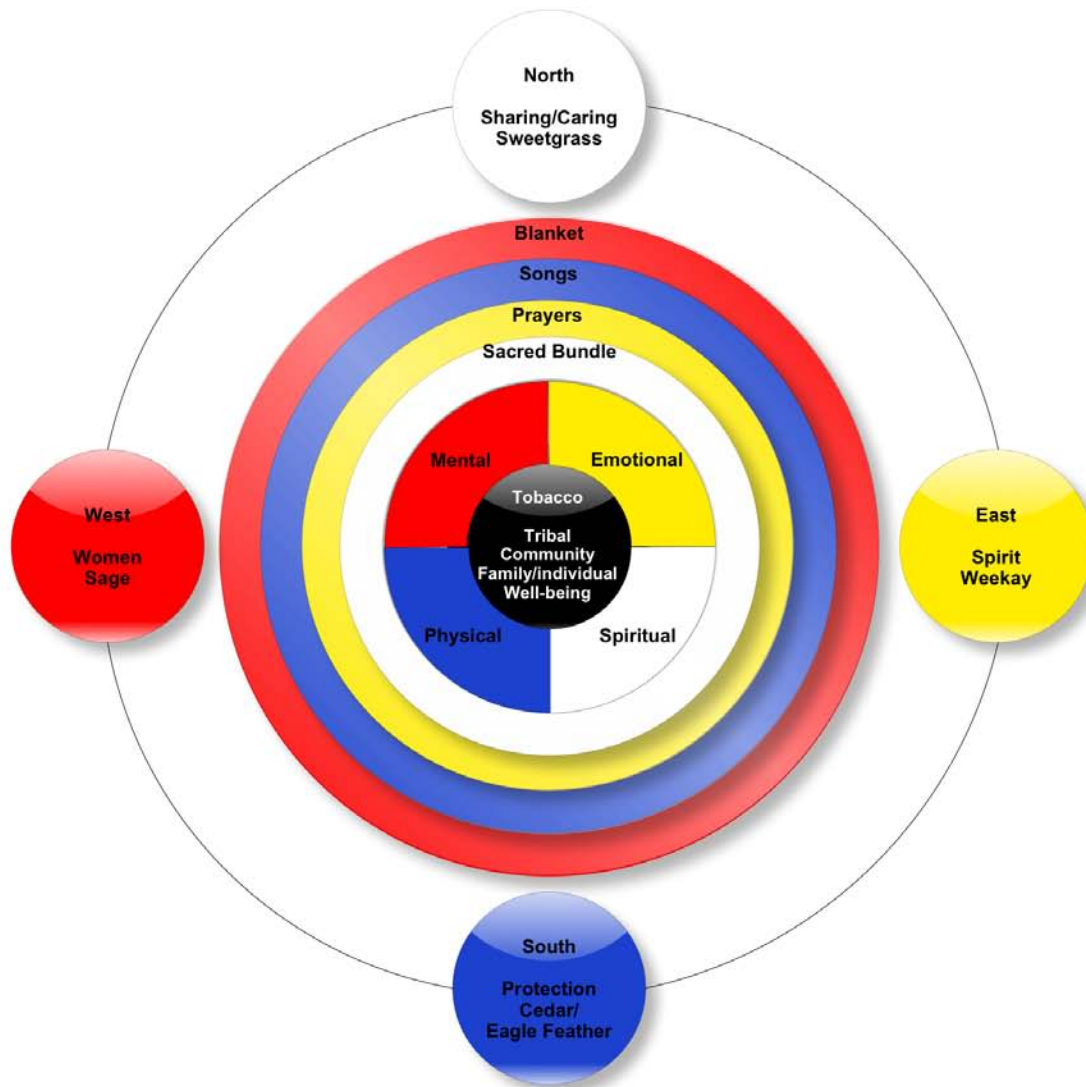 North
Sharing/Caring
Sweetgrass
Blanket
Songs
Prayers
Sacred Bundle
Mental
Emotional
Tobacco
Tribal
Community
Family/individual
Well-being
Physical
Spiritual
West
Women
Sage
East
Spirit
Weekay
South
Protection
Cedar/
Eagle Feather